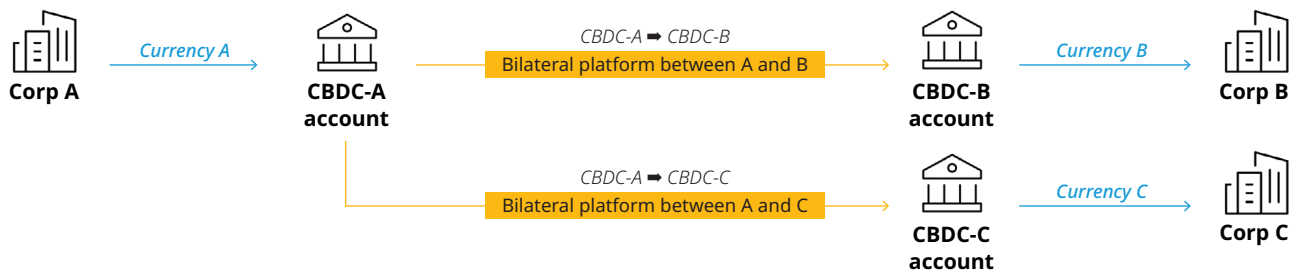 CBDC-A ➡ CBDC-B
Currency A
Bilateral platform between A and B
Currency B
Corp A
CBDC-A
account
CBDC-B
account
Corp B
CBDC-A ➡ CBDC-C
Bilateral platform between A and C
Currency C
CBDC-C
account
Corp C